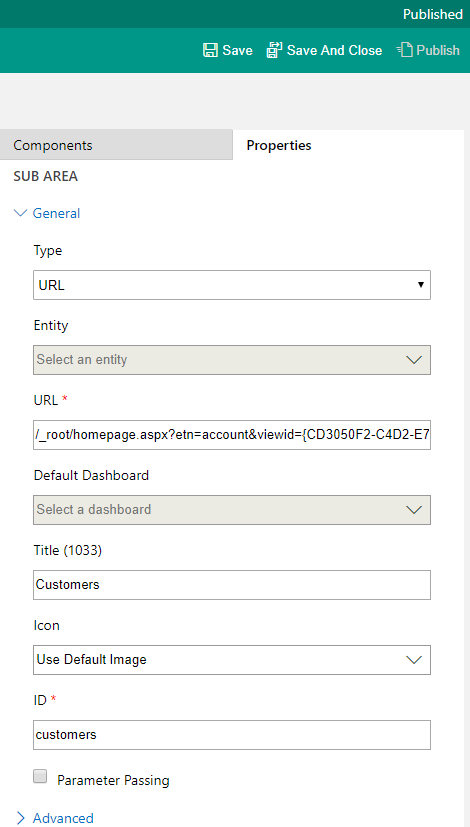 Published
Save Save And Close Publish
Components Properties
SUB AREA
General
Type
URL
Entity
Select an entity
URL *
/_root/homepage.aspx?etn=account&viewid={CD3050F2-C4D2-E7
Default Dashboard
Select a dashboard
Title (1033)
Customers
Icon
Use Default Image
ID *
customers
Parameter Passing
Advanced